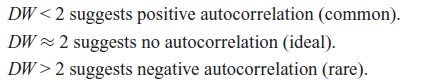 DW < 2 suggests positive autocorrelation (common).
DW ≈ 2 suggests no autocorrelation (ideal).
DW > 2 suggests negative autocorrelation (rare).